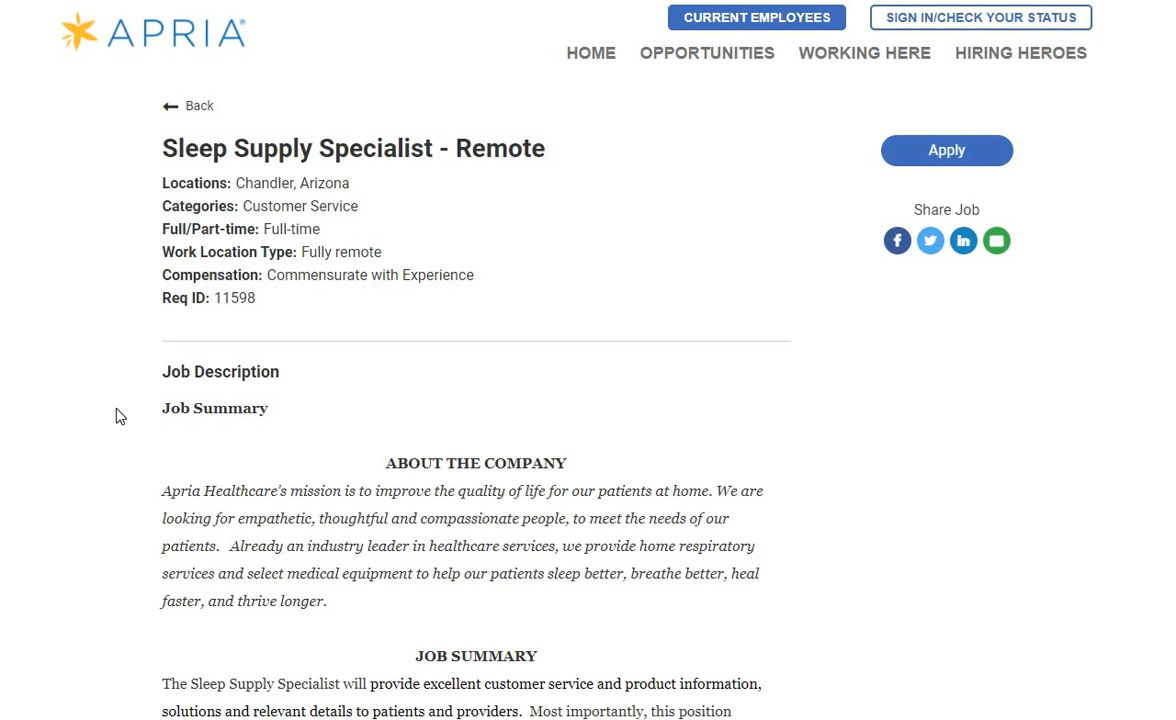 APRIA
CURRENT EMPLOYEES
SIGN IN/CHECK YOUR STATUS
HOME OPPORTUNITIES WORKING HERE HIRING HEROES
Back
Sleep Supply Specialist - Remote
Apply
Locations: Chandler, Arizona
Categories: Customer Service
Share Job
Full/Part-time: Full-time
Work Location Type: Fully remote
Compensation: Commensurate with Experience
Req ID: 11598
Job Description
Job Summary
ABOUT THE COMPANY
Apria Healthcare's mission is to improve the quality of life for our patients at home. We are
looking for empathetic, thoughtful and compassionate people, to meet the needs of our
patients. Already an industry leader in healthcare services, we provide home respiratory
services and select medical equipment to help our patients sleep better, breathe better, heal
faster, and thrive longer.
JOB SUMMARY
The Sleep Supply Specialist will provide excellent customer service and product information,
solutions and relevant details to patients and providers. Most importantly, this position